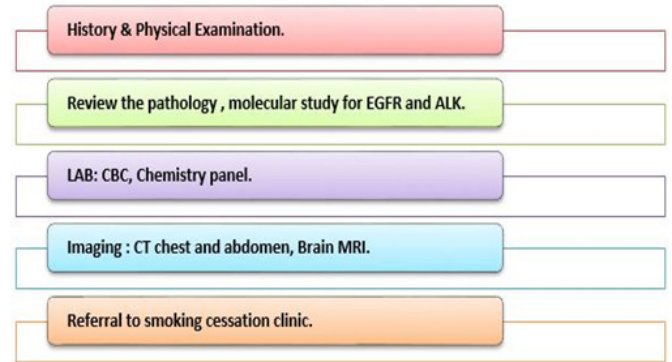 History & Physical Examination.
Review the pathology , molecular study for EGFR and ALK.
LAB: CBC, Chemistry panel.
Imaging : CT chest and abdomen, Brain MRI.
Referral to smoking cessation clinic.